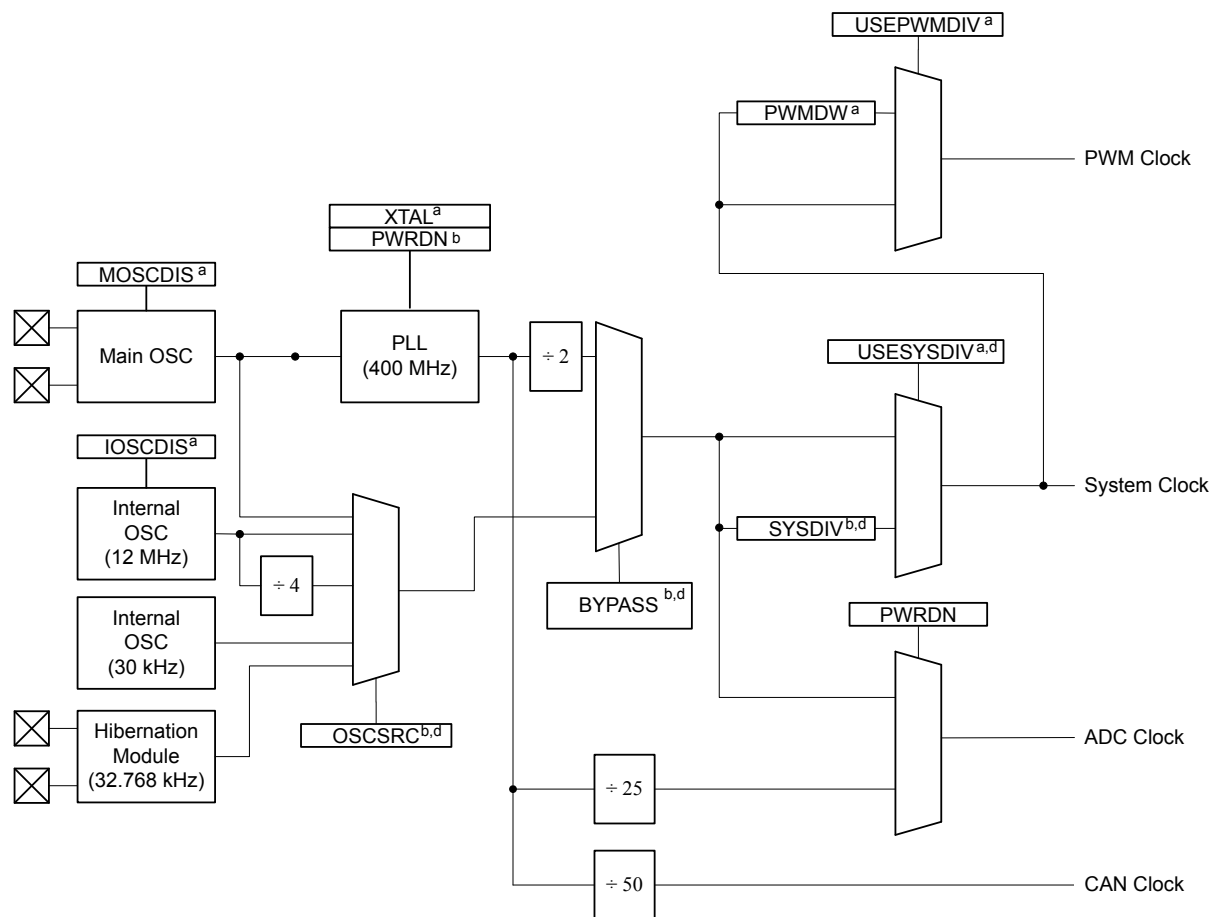 USEPWMDIV a
PWMDW a
PWM Clock
XTAL a
PWRDN b
MOSCDIS a
Main OSC
PLL
(400 MHz)
÷ 2
USESYSDIV a,d
IOSCDIS a
Internal
OSC
(12 MHz)
÷ 4
System Clock
SYSDIV b,d
BYPASS b,d
Internal
OSC
(30 kHz)
PWRDN
OSCSRC b,d
Hibernation
Module
(32.768 kHz)
ADC Clock
÷ 25
÷ 50
CAN Clock